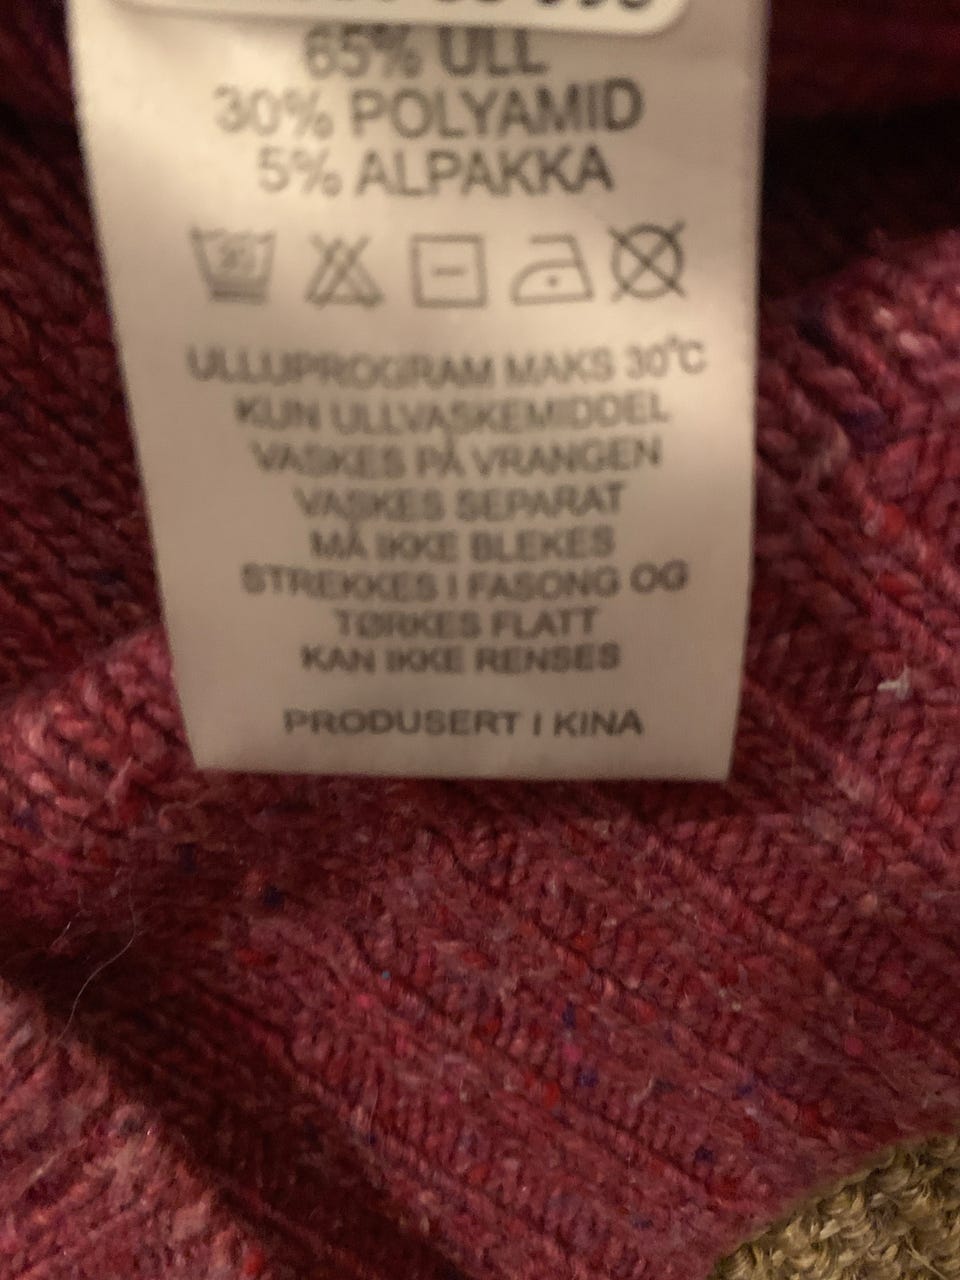 65% ULL
30% POLYAMID
5% ALPAKKA
30
ULLUPROGRAM MAKS 30°C
KUN ULLVASKEMIDDEL
VASKES PÅ VRANGEN
VASKES SEPARAT
MÅ IKKE BLEKES
STREKKES I FASONG OG
TØRKES FLATT
KAN IKKE RENSES
PRODUSERT I KINA